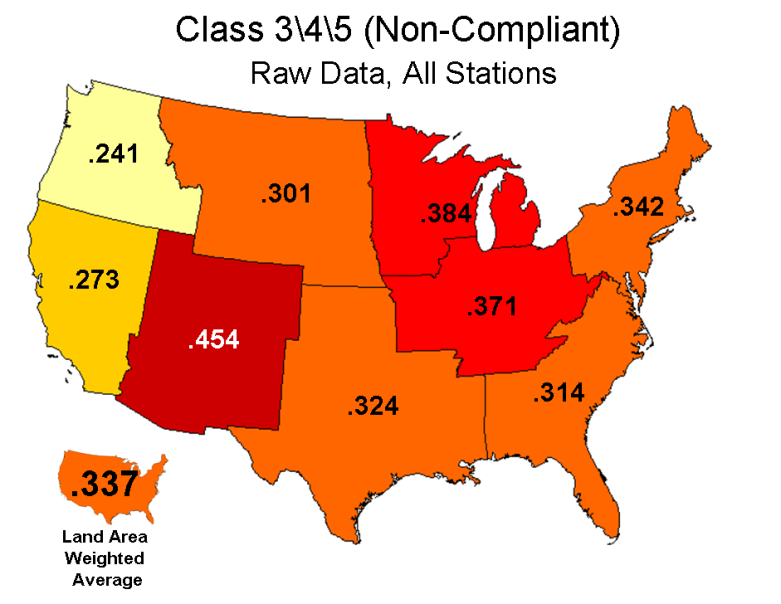 Class 3\4\5 (Non-Compliant)
Raw Data, All Stations
.241
.301
.384
.342
.273
.371
.454
.324
.314
.337
Land Area
Weighted
Average